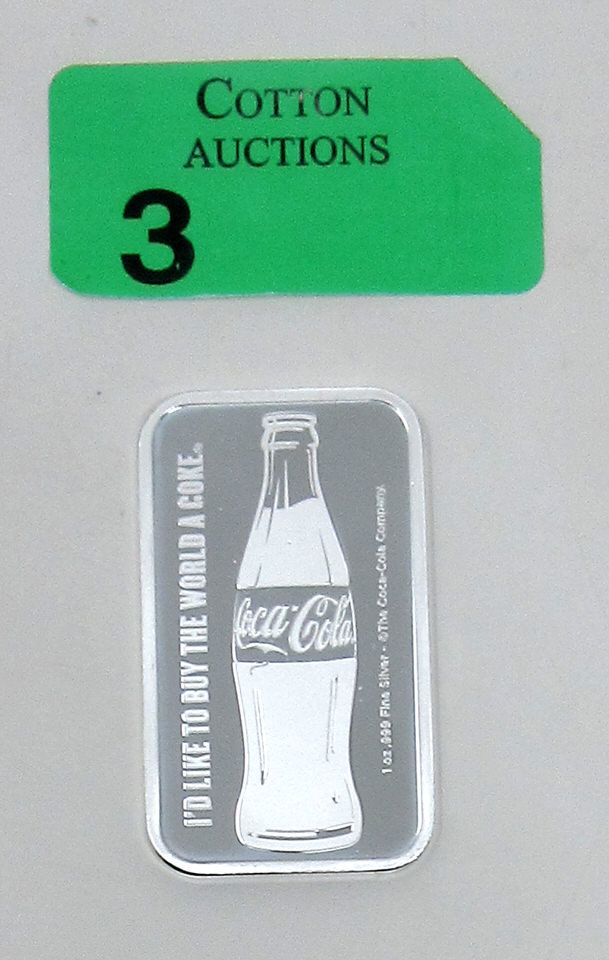 COTTON
AUCTIONS
3
I'D LIKE TO BUY THE WORLD A COKE.®
Coca-Cola
1 oz .999 Fine Silver - ©The Coca-Cola Company.